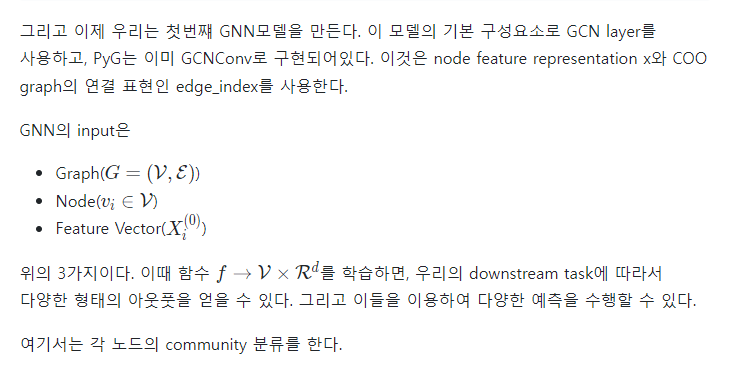 그리고 이제 우리는 첫번쨰 GNN모델을 만든다. 이 모델의 기본 구성요소로 GCN layer를
사용하고, PyG는 이미 GCNConv로 구현되어있다. 이것은 node feature representation x와 COO
graph의 연결 표현인 edge_index를 사용한다.
GNN의 input은
• Graph(G = (𝒱, ℰ))
• Node(v_i ∈ 𝒱)
• Feature Vector(X_i^{(0)})
위의 3가지이다. 이때 함수 f → 𝒱 × ℛ^d를 학습하면, 우리의 downstream task에 따라서
다양한 형태의 아웃풋을 얻을 수 있다. 그리고 이들을 이용하여 다양한 예측을 수행할 수 있다.
여기서는 각 노드의 community 분류를 한다.